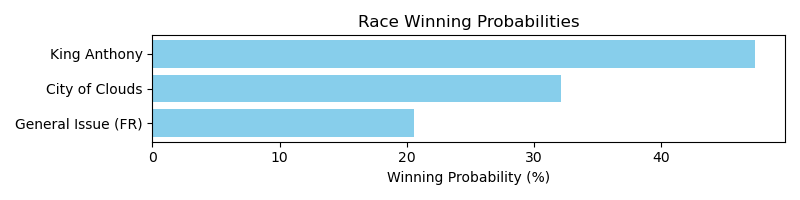 Race Winning Probabilities
King Anthony
City of Clouds
General Issue (FR)
0 10 20 30 40
Winning Probability (%)